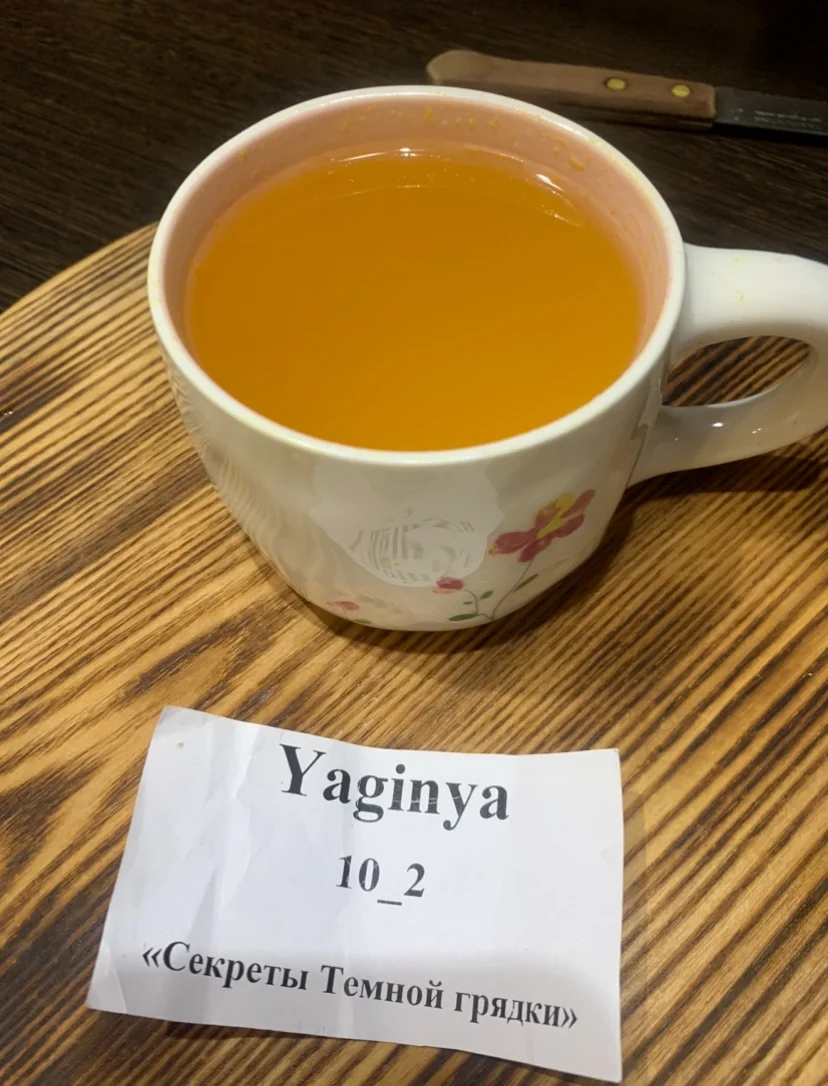 Yaginya
10_2
«Секреты Темной грядки»